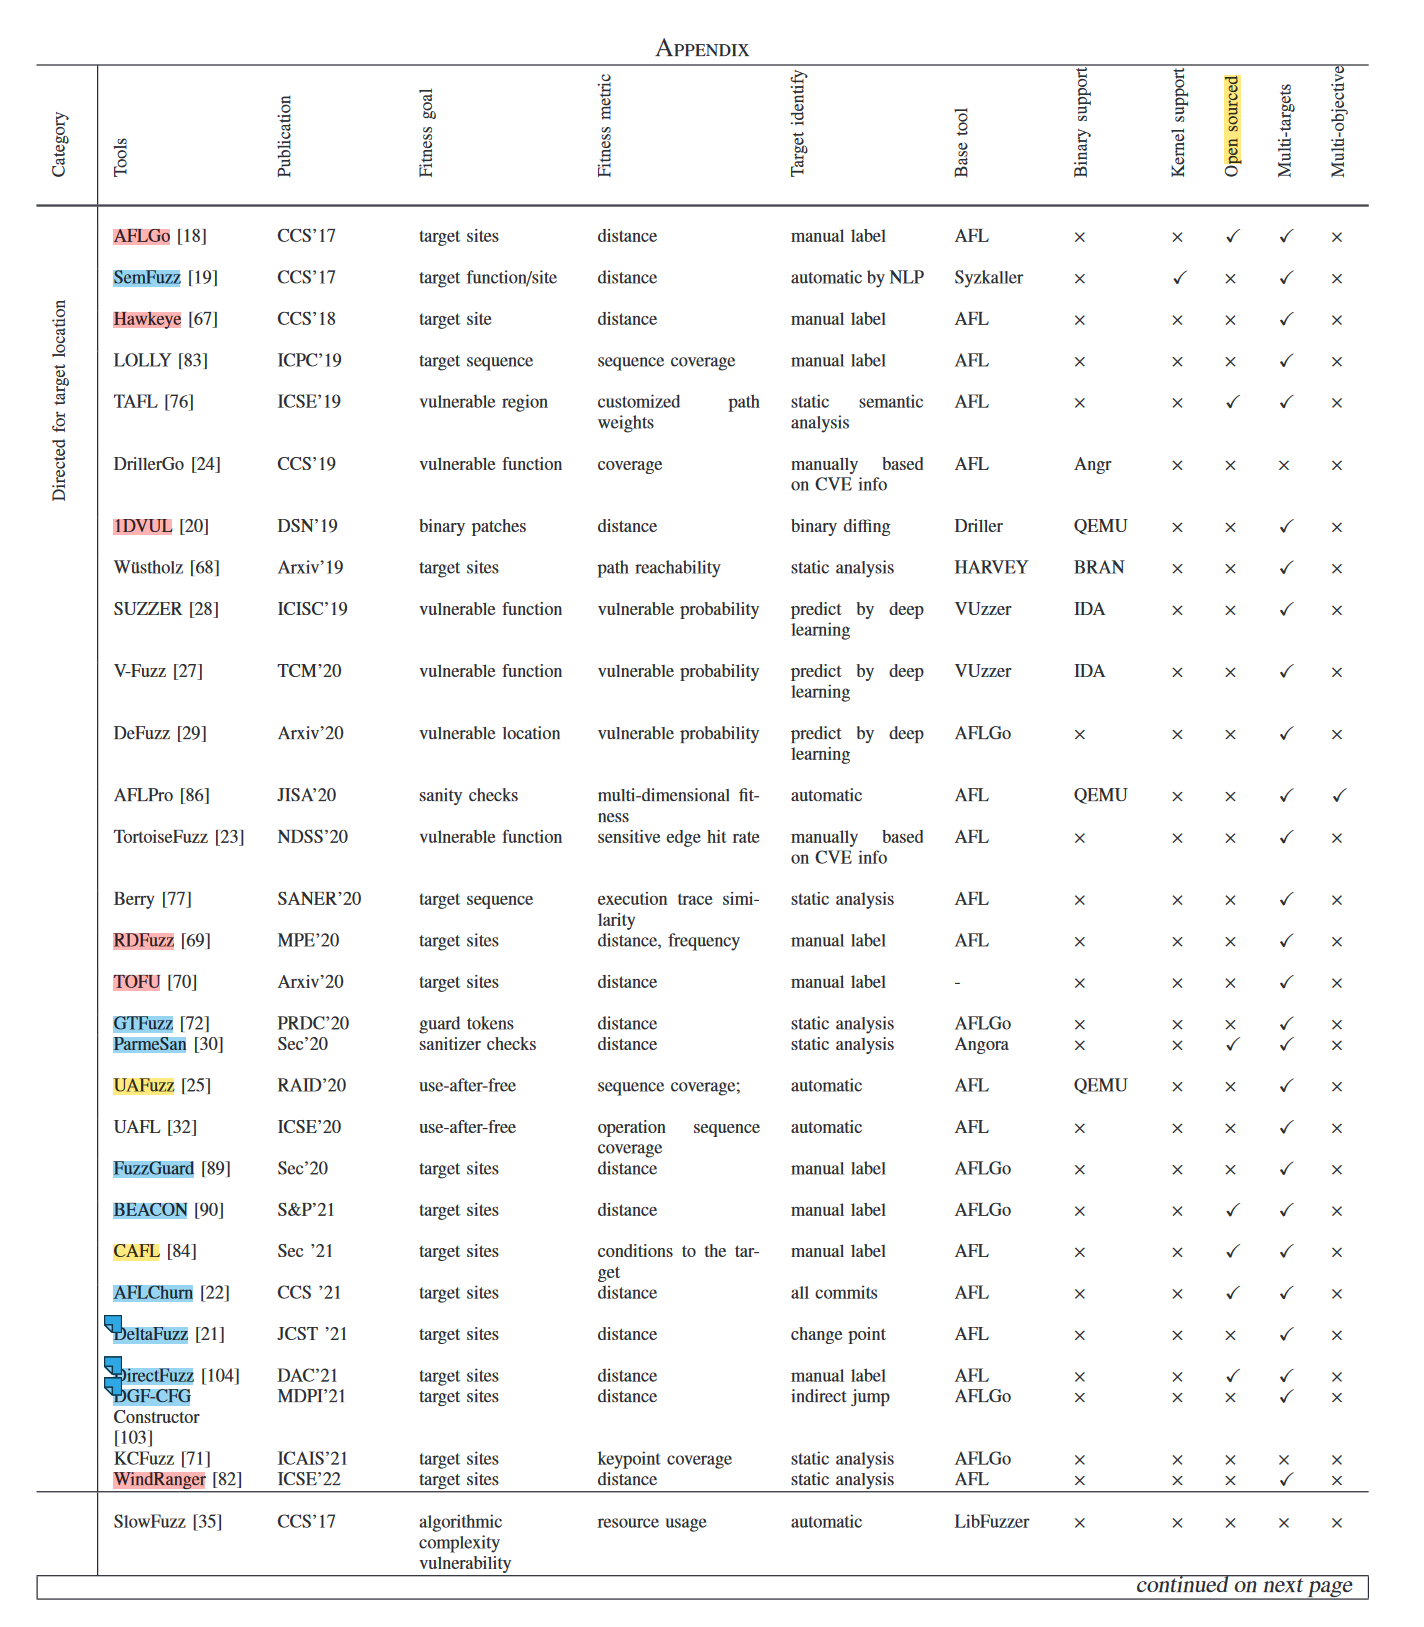 APPENDIX
Category Tools Publication Fitness goal Fitness metric Target identify Base tool Binary support Kernel support Open sourced Multi-targets Multi-objective
Directed for target location
AFLGo [18] CCS’17 target sites distance manual label AFL × × ✓ ✓ ×
SemFuzz [19] CCS’17 target function/site distance automatic by NLP Syzkaller × ✓ × ✓ ×
Hawkeye [67] CCS’18 target site distance manual label AFL × × × ✓ ×
LOLLY [83] ICPC’19 target sequence sequence coverage manual label AFL × × × ✓ ×
TAFL [76] ICSE’19 vulnerable region customized path static semantic AFL × × ✓ ✓ ×
weights analysis
DrillerGo [24] CCS’19 vulnerable function coverage manually based AFL Angr × × × ×
on CVE info
1DVUL [20] DSN’19 binary patches distance binary diffing Driller QEMU × × ✓ ×
Wüstholz [68] Arxiv’19 target sites path reachability static analysis HARVEY BRAN × × ✓ ×
SUZZER [28] ICISC’19 vulnerable function vulnerable probability predict by deep VUzzer IDA × × ✓ ×
learning
V-Fuzz [27] TCM’20 vulnerable function vulnerable probability predict by deep VUzzer IDA × × ✓ ×
learning
DeFuzz [29] Arxiv’20 vulnerable location vulnerable probability predict by deep AFLGo × × × ✓ ×
learning
AFLPro [86] JISA’20 sanity checks multi-dimensional fit- automatic AFL QEMU × × ✓ ✓
ness
TortoiseFuzz [23] NDSS’20 vulnerable function sensitive edge hit rate manually based AFL × × × ✓ ×
on CVE info
Berry [77] SANER’20 target sequence execution trace simi- static analysis AFL × × × ✓ ×
larity
RDFuzz [69] MPE’20 target sites distance, frequency manual label AFL × × × ✓ ×
TOFU [70] Arxiv’20 target sites distance manual label - × × × ✓ ×
GTFuzz [72] PRDC’20 guard tokens distance static analysis AFLGo × × × ✓ ×
ParmeSan [30] Sec’20 sanitizer checks distance static analysis Angora × × ✓ ✓ ×
UAFuzz [25] RAID’20 use-after-free sequence coverage; automatic AFL QEMU × × ✓ ×
UAFL [32] ICSE’20 use-after-free operation sequence automatic AFL × × × ✓ ×
coverage
FuzzGuard [89] Sec’20 target sites distance manual label AFLGo × × × ✓ ×
BEACON [90] S&P’21 target sites distance manual label AFLGo × × ✓ ✓ ×
CAFL [84] Sec ’21 target sites conditions to the tar- manual label AFL × × ✓ ✓ ×
get
AFLChurn [22] CCS ’21 target sites distance all commits AFL × × ✓ ✓ ×
DeltaFuzz [21] JCST ’21 target sites distance change point AFL × × × ✓ ×
DirectFuzz [104] DAC’21 target sites distance manual label AFL × × ✓ ✓ ×
DGF-CFG MDPI’21 target sites distance indirect jump AFLGo × × × ✓ ×
Constructor
[103]
KCFuzz [71] ICAIS’21 target sites keypoint coverage static analysis AFLGo × × × × ×
WindRanger [82] ICSE’22 target sites distance static analysis AFL × × × ✓ ×
SlowFuzz [35] CCS’17 algorithmic resource usage automatic LibFuzzer × × × × ×
complexity
vulnerability
continued on next page